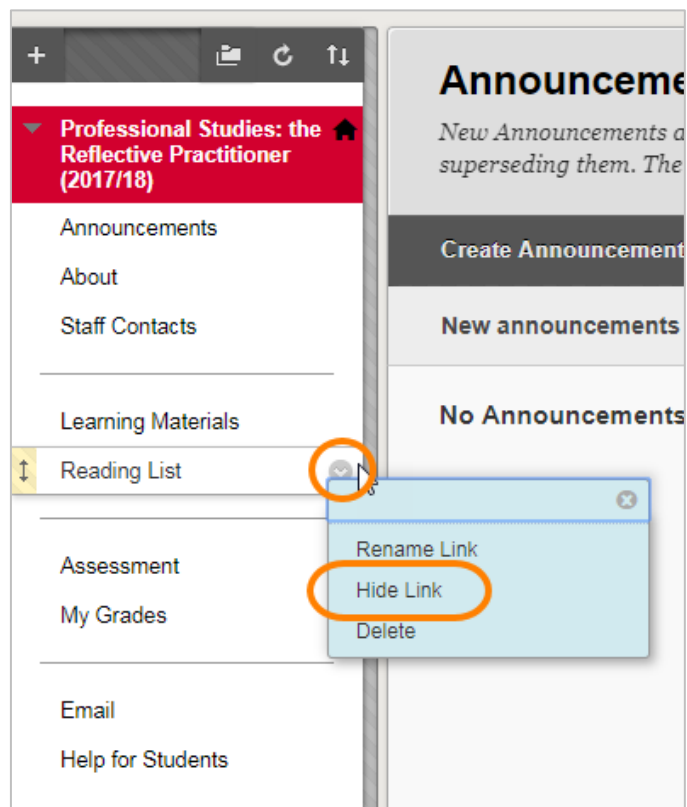 Professional Studies: the
Reflective Practitioner
(2017/18)
Announcements
About
Staff Contacts
Learning Materials
Reading List
Assessment
My Grades
Email
Help for Students
Rename Link
Hide Link
Delete
Announceme
New Announcements a
superseding them. The
Create Announcement
New announcements
No Announcements